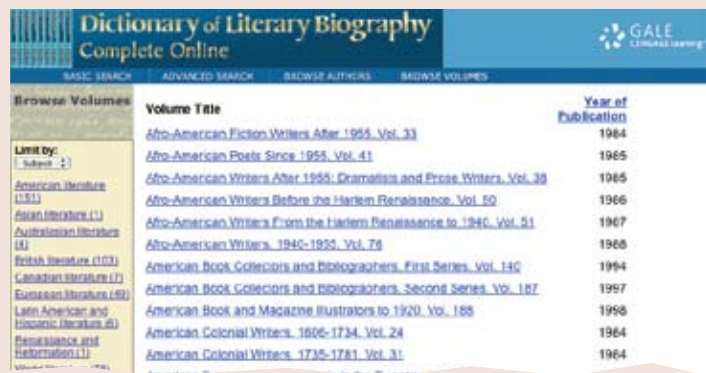 Dictionary of Literary Biography
Complete Online
GALE
CENGAGE Learning
BASIC SEARCH ADVANCED SEARCH BROWSE AUTHORS BROWSE VOLUMES
Browse Volumes
Limit by:
Subject
American literature
(151)
Asian literature (1)
Australasian literature
(4)
British literature (103)
Canadian literature (7)
European literature (49)
Latin American and
Hispanic literature (6)
Renaissance and
Reformation (1)
Volume Title Year of
Publication
Afro-American Fiction Writers After 1955, Vol. 33 1984
Afro-American Poets Since 1955, Vol. 41 1985
Afro-American Writers After 1955: Dramatists and Prose Writers, Vol. 38 1985
Afro-American Writers Before the Harlem Renaissance, Vol. 50 1986
Afro-American Writers From the Harlem Renaissance to 1940, Vol. 51 1987
Afro-American Writers, 1940-1955, Vol. 76 1988
American Book Collectors and Bibliographers, First Series, Vol. 140 1994
American Book Collectors and Bibliographers, Second Series, Vol. 187 1997
American Book and Magazine Illustrators to 1920, Vol. 188 1998
American Colonial Writers, 1606-1734, Vol. 24 1984
American Colonial Writers, 1735-1781, Vol. 31 1984